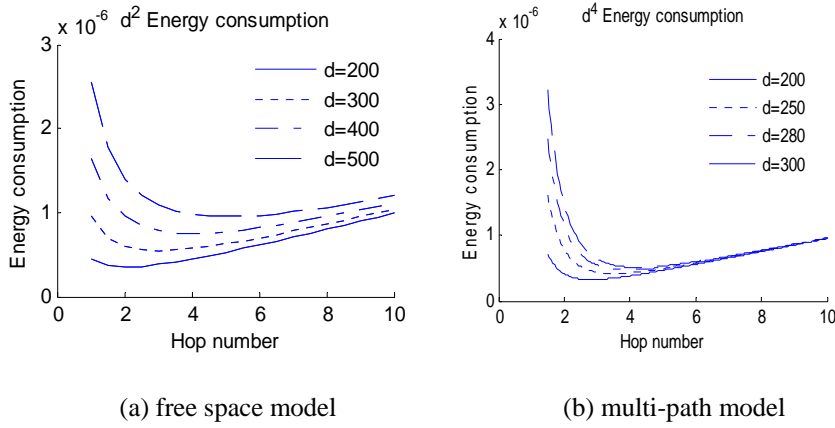 x 10⁻⁶ d² Energy consumption
3
2
1
0
Energy consumption
d=200
d=300
d=400
d=500
0 2 4 6 8 10
Hop number
(a) free space model
x 10⁻⁶ d⁴ Energy consumption
4
3
2
1
0
Energy consumption
d=200
d=250
d=280
d=300
0 2 4 6 8 10
Hop number
(b) multi-path model